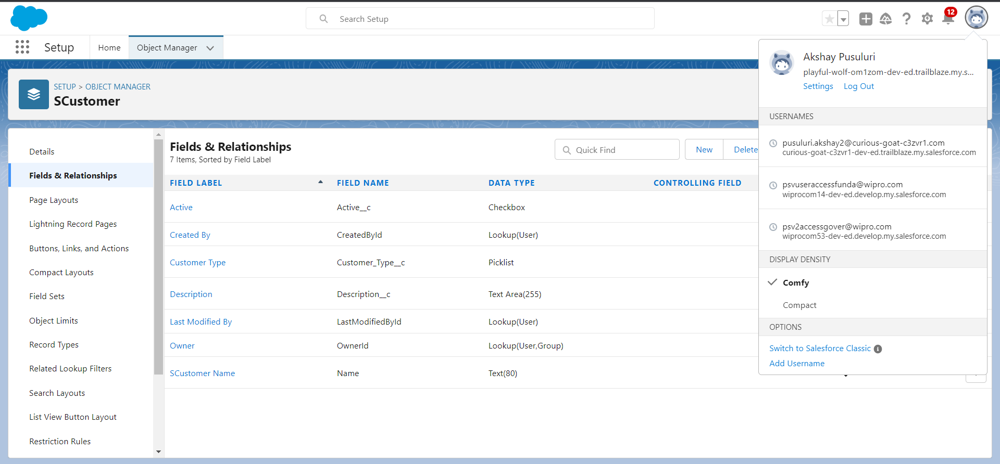 Search Setup
12
Setup
Home
Object Manager
SETUP > OBJECT MANAGER
SCustomer
Details
Fields & Relationships
Page Layouts
Lightning Record Pages
Buttons, Links, and Actions
Compact Layouts
Field Sets
Object Limits
Record Types
Related Lookup Filters
Search Layouts
List View Button Layout
Restriction Rules
Fields & Relationships
7 Items, Sorted by Field Label
Quick Find
New
Delete
FIELD LABEL FIELD NAME DATA TYPE CONTROLLING FIELD
Active Active__c Checkbox
Created By CreatedById Lookup(User)
Customer Type Customer_Type__c Picklist
Description Description__c Text Area(255)
Last Modified By LastModifiedById Lookup(User)
Owner OwnerId Lookup(User,Group)
SCustomer Name Name Text(80)
Akshay Pusuluri
playful-wolf-om1zom-dev-ed.trailblaze.my.s...
Settings Log Out
USERNAMES
pusuluri.akshay2@curious-goat-c3zvr1.com
curious-goat-c3zvr1-dev-ed.trailblaze.my.salesforce.com
psvuseraccessfunda@wipro.com
wiprocom14-dev-ed.develop.my.salesforce.com
psv2accessgover@wipro.com
wiprocom53-dev-ed.develop.my.salesforce.com
DISPLAY DENSITY
Comfy
Compact
OPTIONS
Switch to Salesforce Classic
Add Username